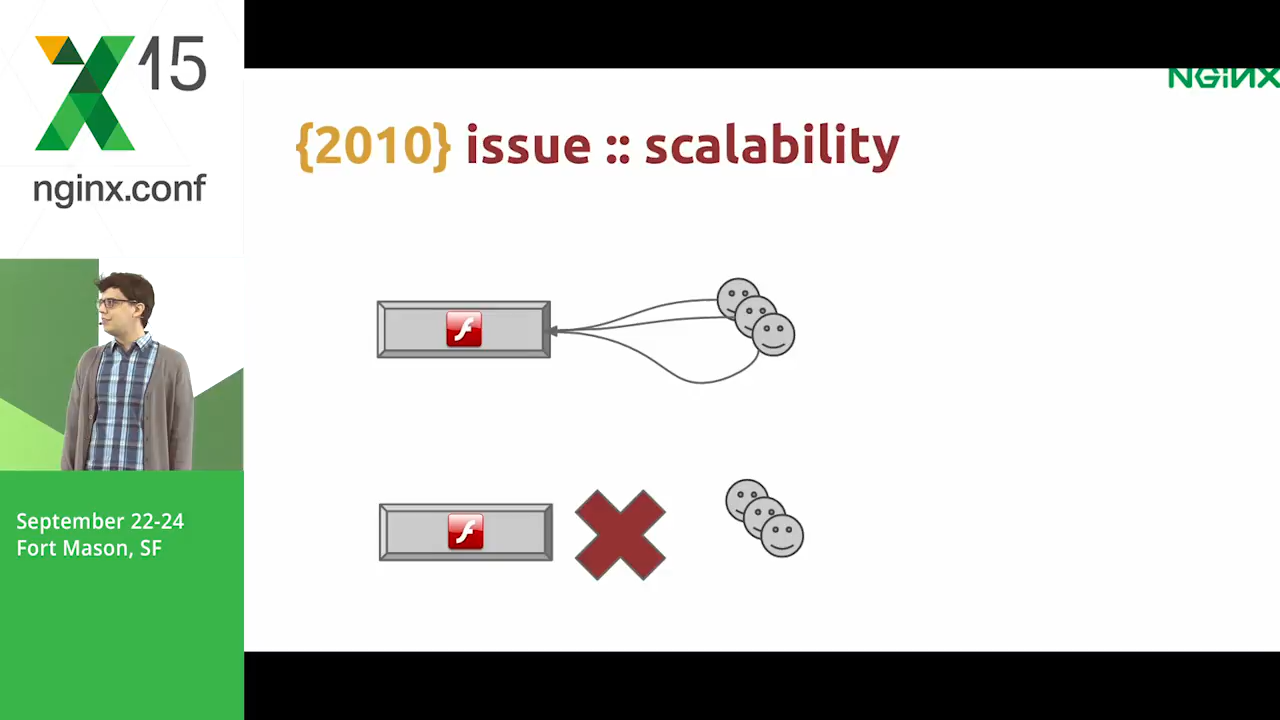 15
nginx.conf
September 22-24
Fort Mason, SF
NGINX
{2010} issue :: scalability